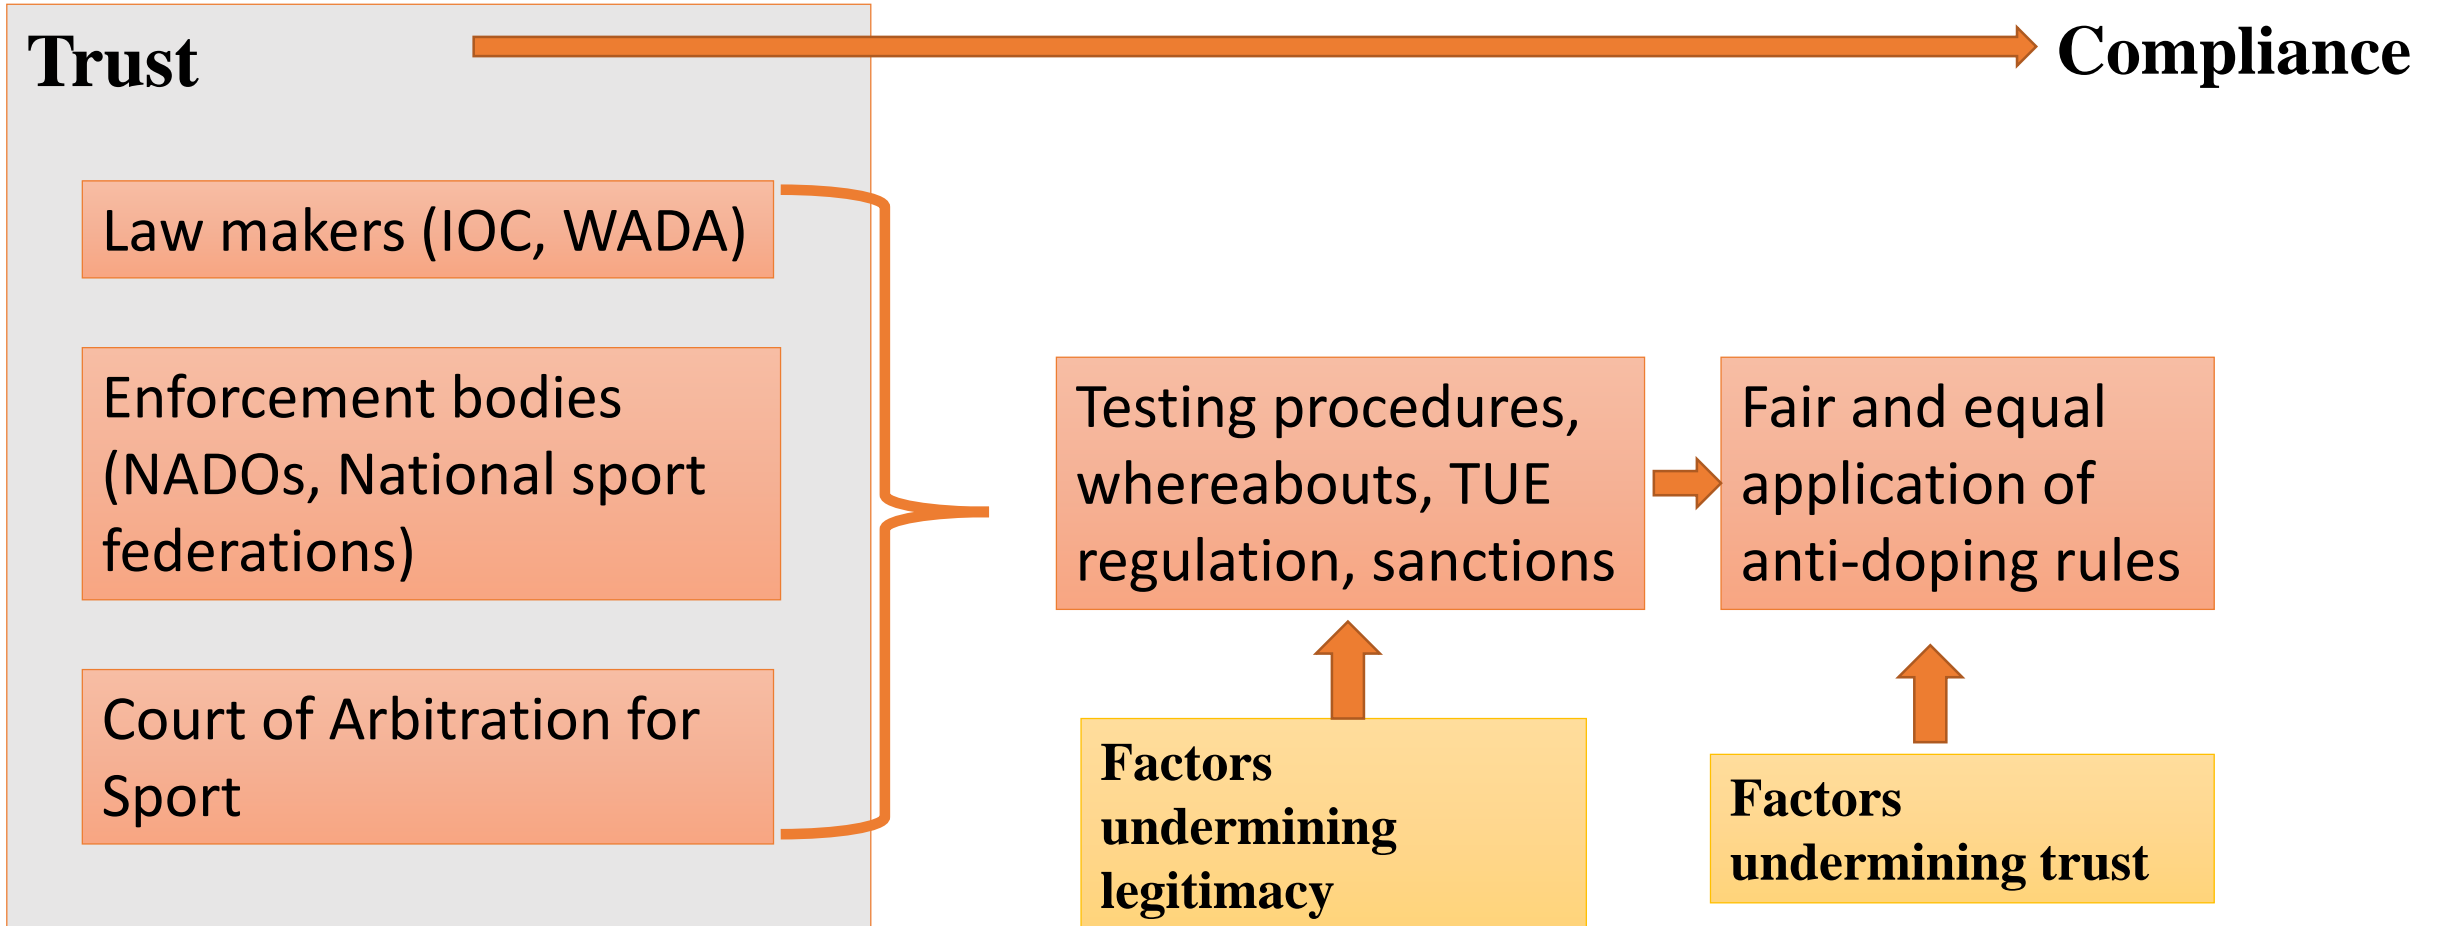 Trust
Compliance
Law makers (IOC, WADA)
Enforcement bodies
(NADOs, National sport
federations)
Court of Arbitration for
Sport
Testing procedures,
whereabouts, TUE
regulation, sanctions
Fair and equal
application of
anti-doping rules
Factors
undermining
legitimacy
Factors
undermining trust